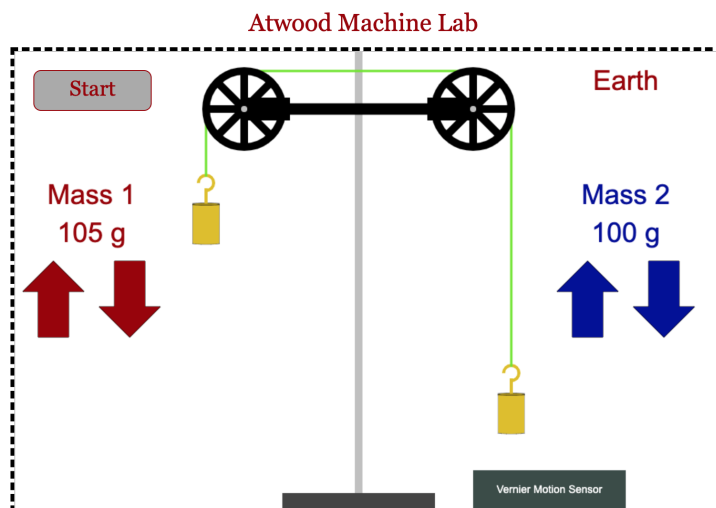 Atwood Machine Lab
Start
Earth
Mass 1
105 g
Mass 2
100 g
Vernier Motion Sensor